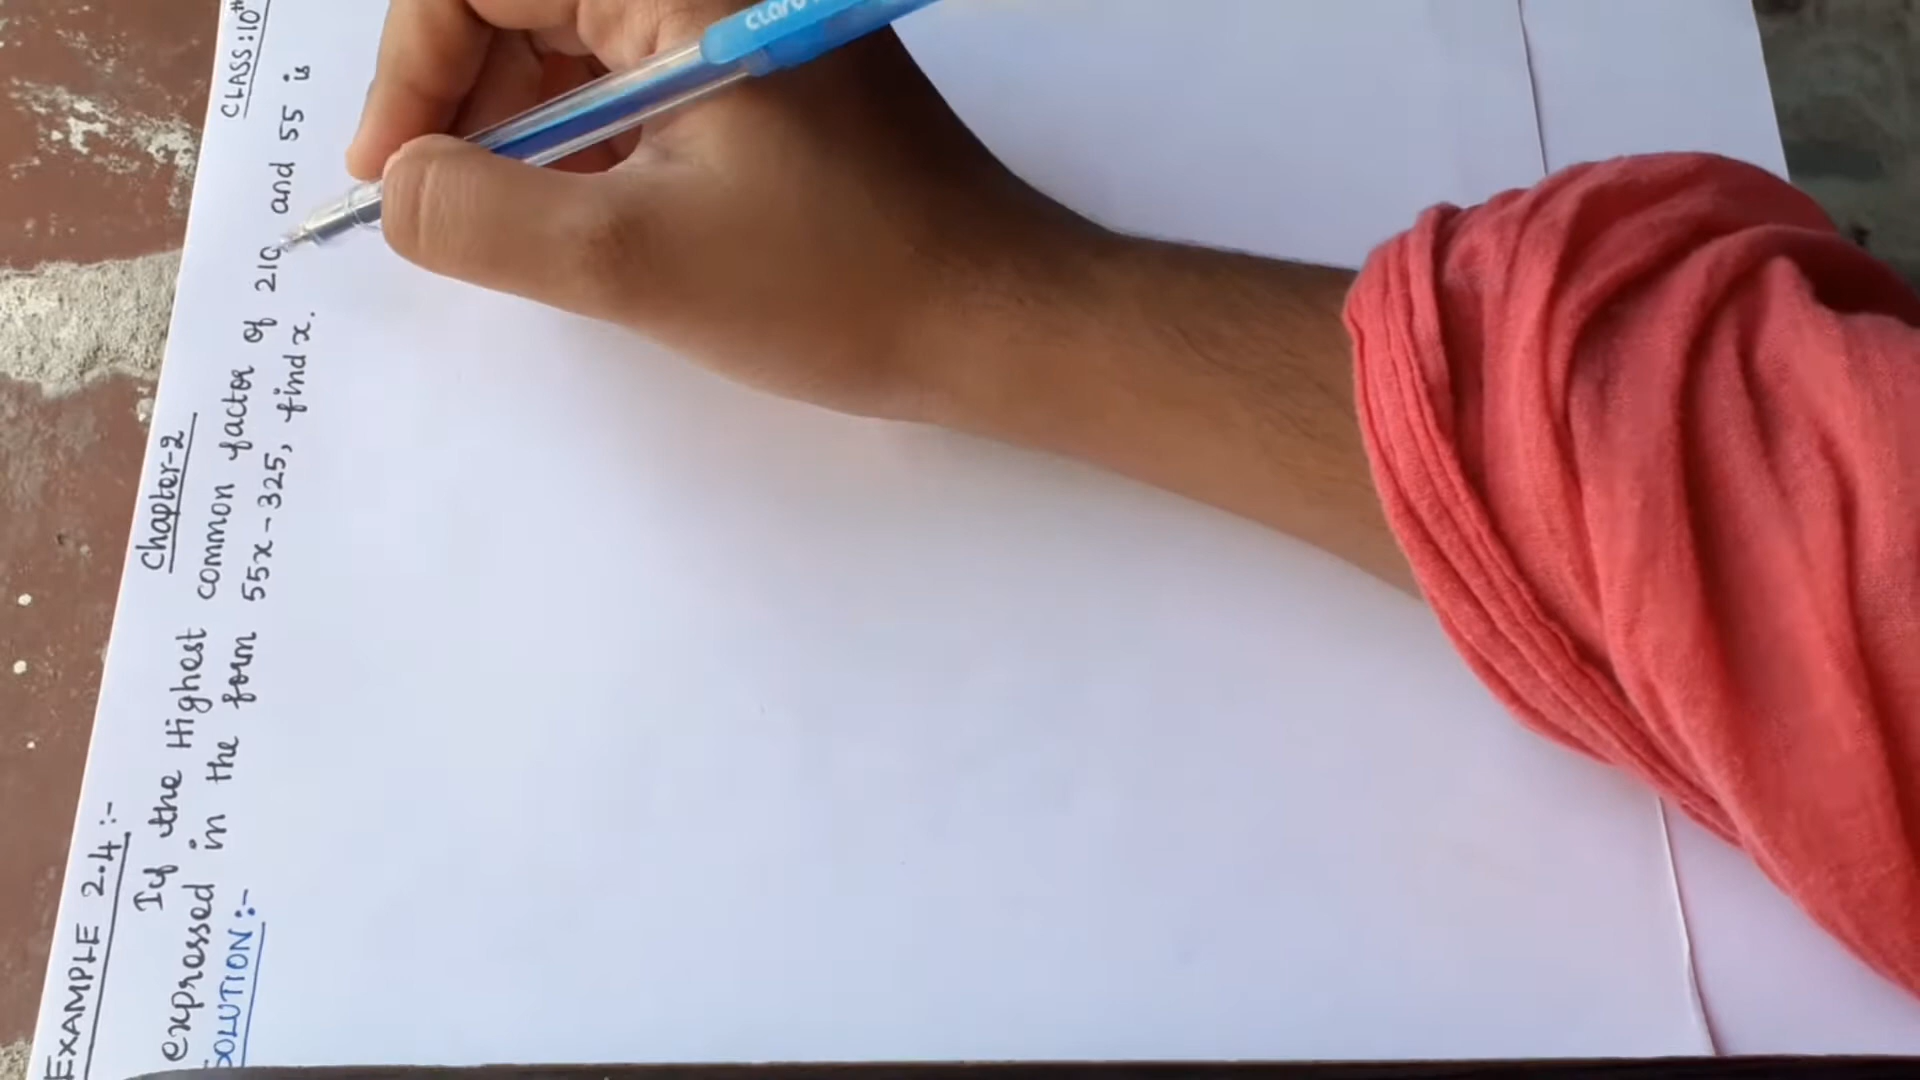 CLASS:10th
Chapter-2
EXAMPLE 2.4:-
If the Highest common factor of 210 and 55 is
expressed in the form 55x-325, find x.
SOLUTION:-